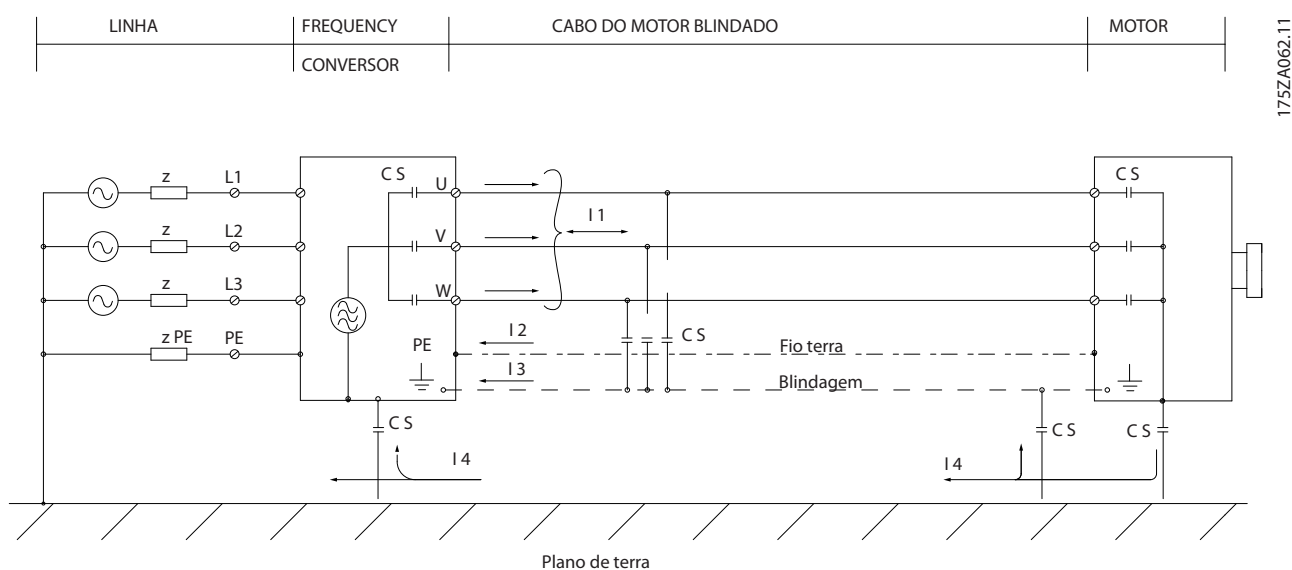 LINHA
FREQUENCY
CONVERSOR
CABO DO MOTOR BLINDADO
MOTOR
175ZA062.11
z
L1
C S
U
C S
I 1
z
L2
V
z
L3
W
z PE
PE
PE
I 2
C S
Fio terra
I 3
Blindagem
C S
C S
C S
I 4
I 4
Plano de terra